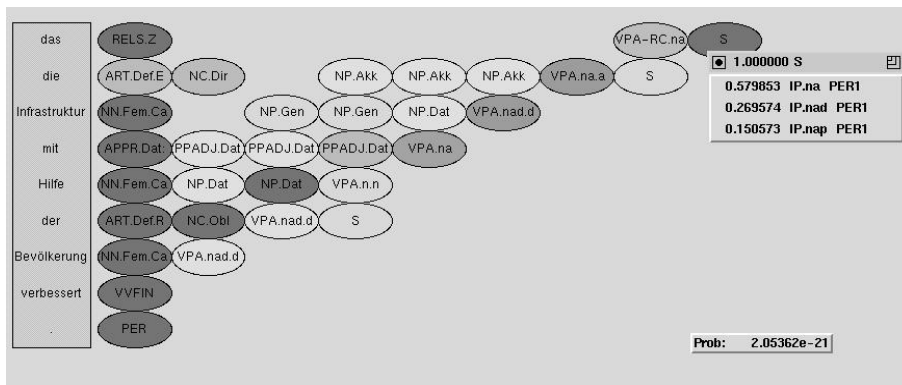 das RELS.Z VPA-RC.na S
1.000000 S
die ART.Def.E NC.Dir NP.Akk NP.Akk NP.Akk VPA.na.a S
0.579853 IP.na PER1
0.269574 IP.nad PER1
0.150573 IP.nap PER1
Infrastruktur NN.Fem.Ca NP.Gen NP.Gen NP.Dat VPA.nad.d
mit APPR.Dat: PPADJ.Dat PPADJ.Dat PPADJ.Dat VPA.na
Hilfe NN.Fem.Ca NP.Dat NP.Dat VPA.n.n
der ART.Def.R NC.Obl VPA.nad.d S
Bevölkerung NN.Fem.Ca VPA.nad.d
verbessert VVFIN
. PER
Prob: 2.05362e-21